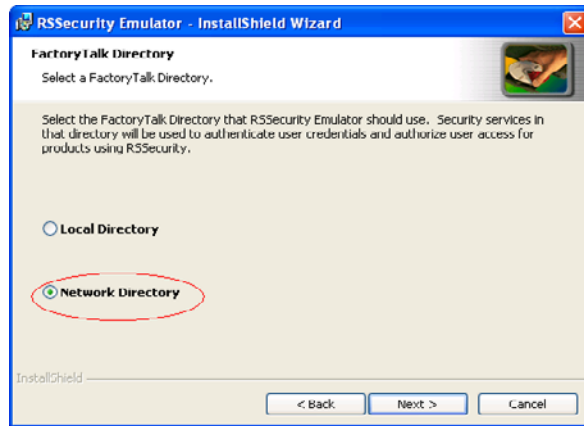 RSSecurity Emulator - InstallShield Wizard
FactoryTalk Directory
Select a FactoryTalk Directory.
Select the FactoryTalk Directory that RSSecurity Emulator should use. Security services in
that directory will be used to authenticate user credentials and authorize user access for
products using RSSecurity.
Local Directory
Network Directory
InstallShield
< Back
Next >
Cancel